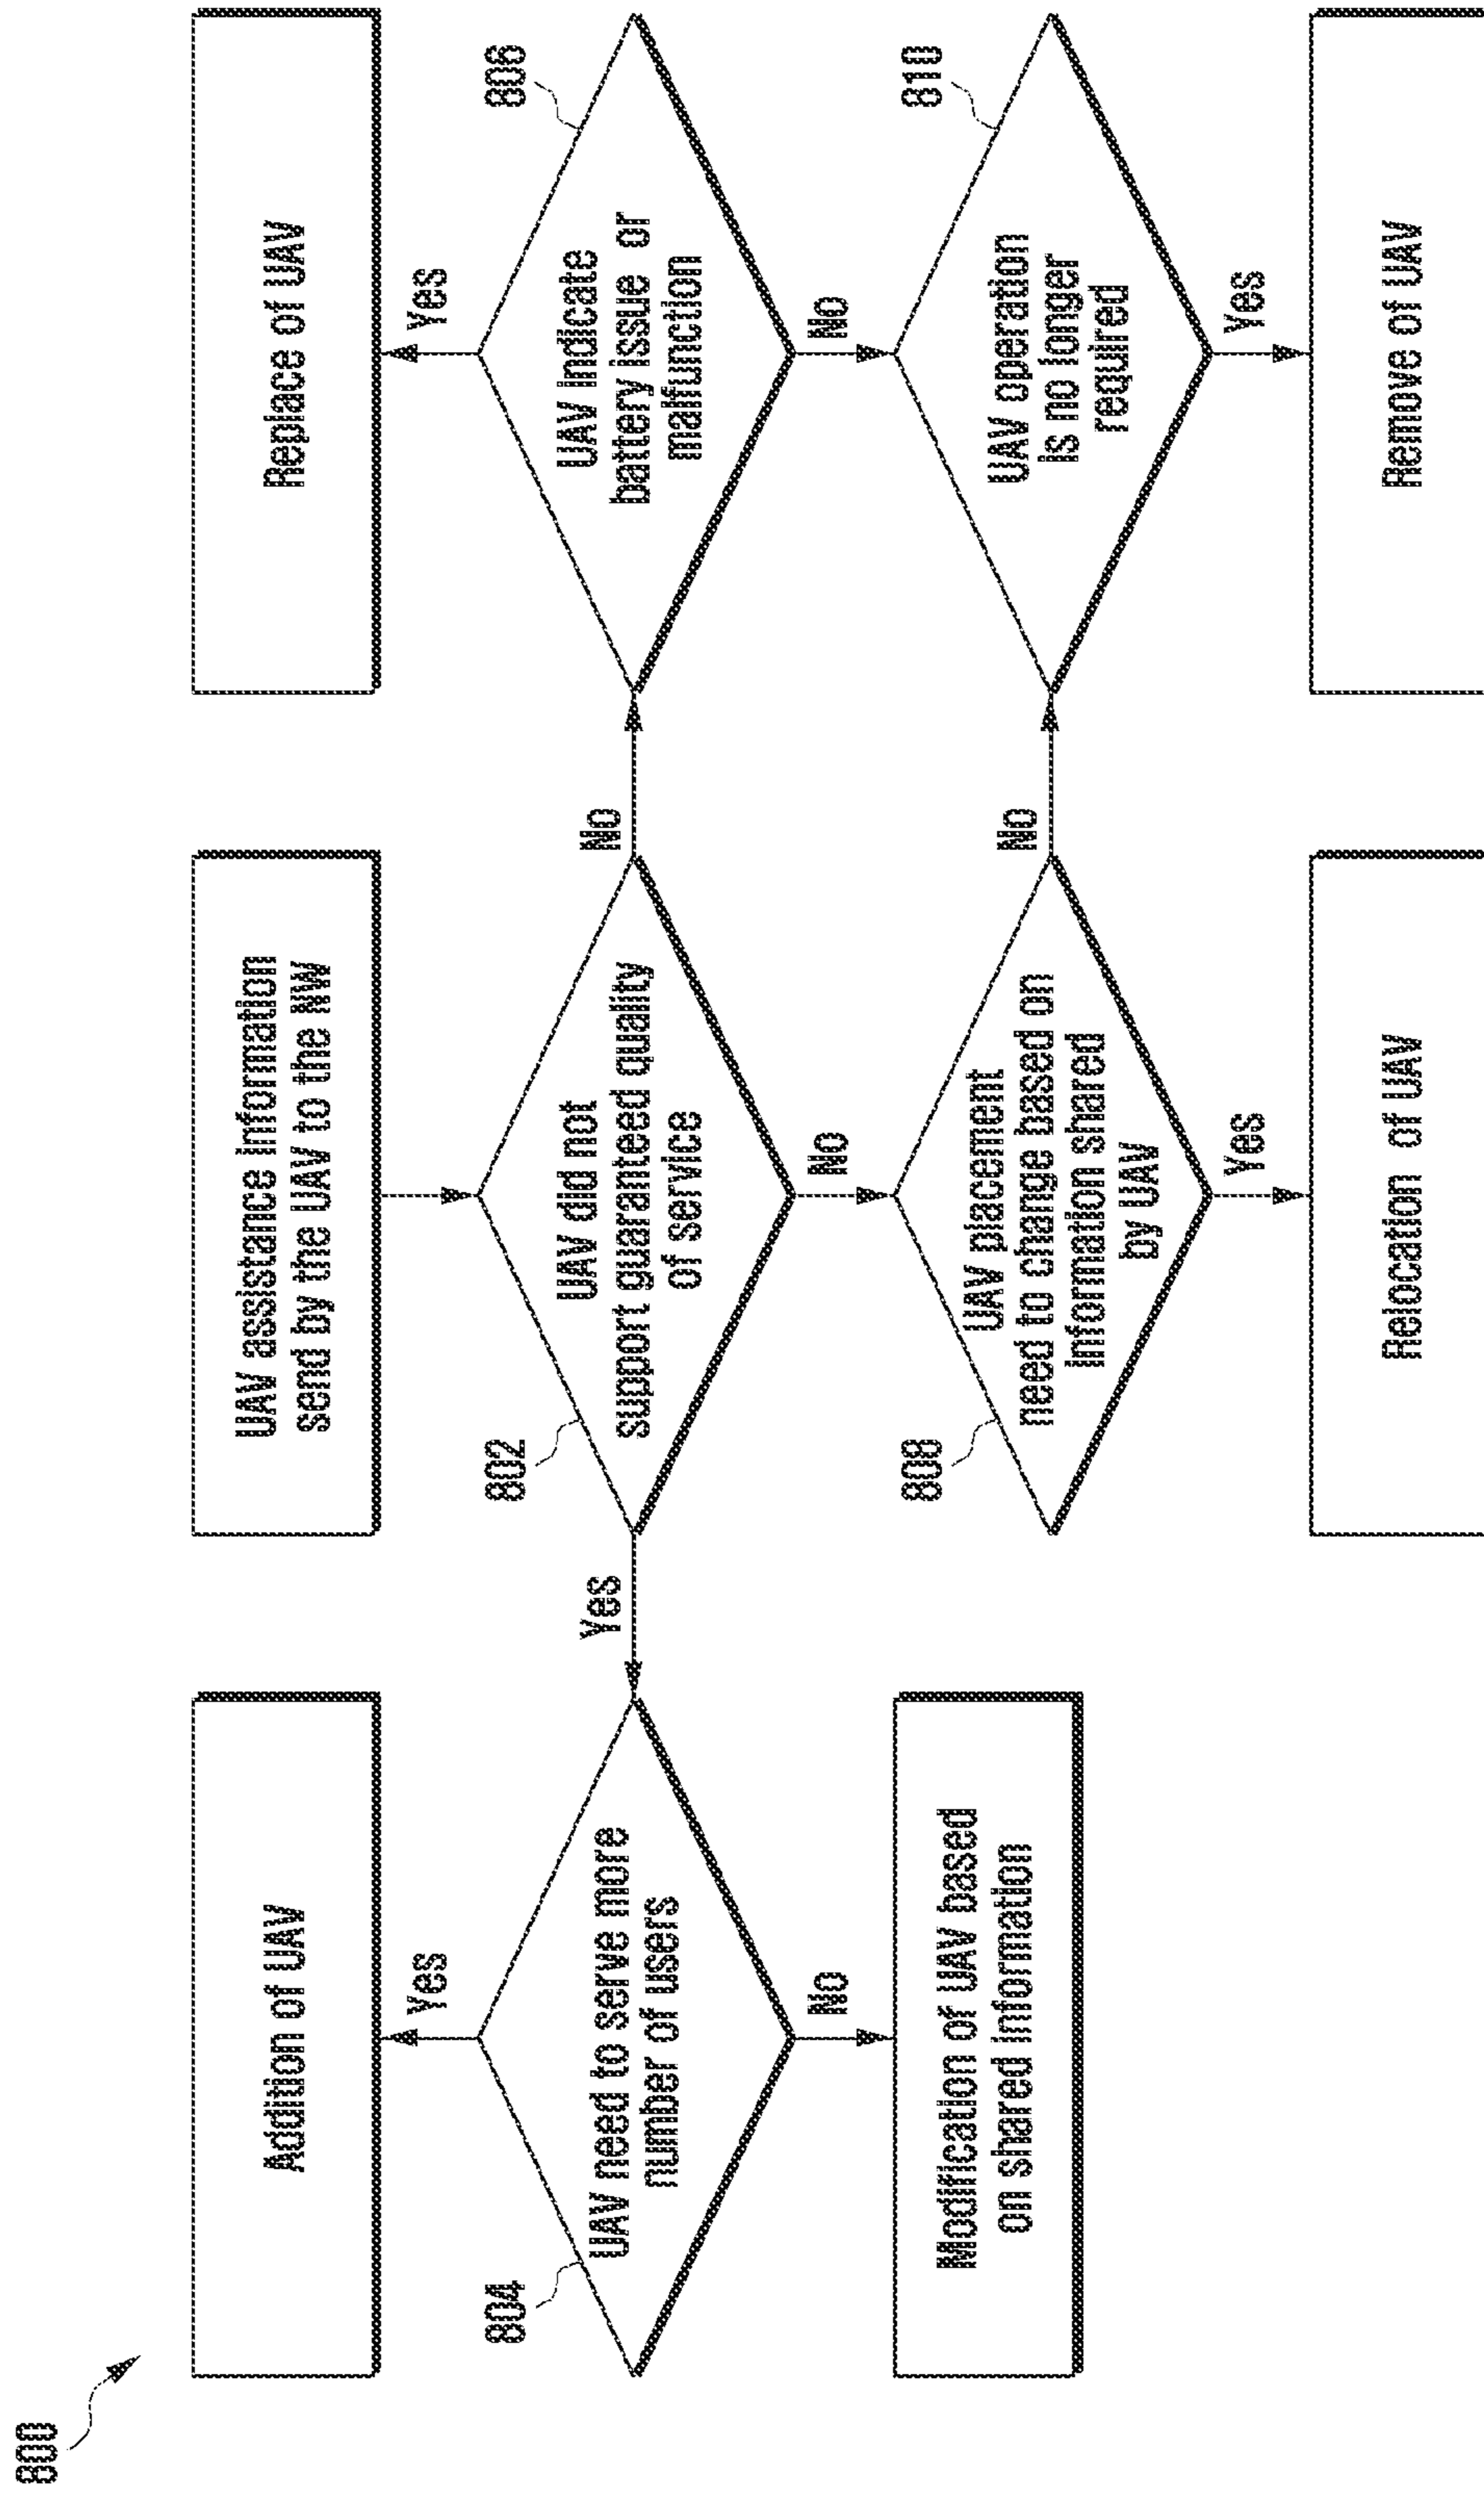 800
Addition of UAV
UAV assistance information
send by the UAV to the NW
Replace of UAV
Yes
Yes
804
UAV need to serve more
number of users
Yes
802
UAV did not
support guaranteed quality
of service
No
806
UAV indicate
battery issue or
malfunction
No
No
No
Modification of UAV based
on shared information
808
UAV placement
need to change based on
information shared
by UAV
No
810
UAV operation
is no longer
required
Yes
Yes
Relocation of UAV
Remove of UAV